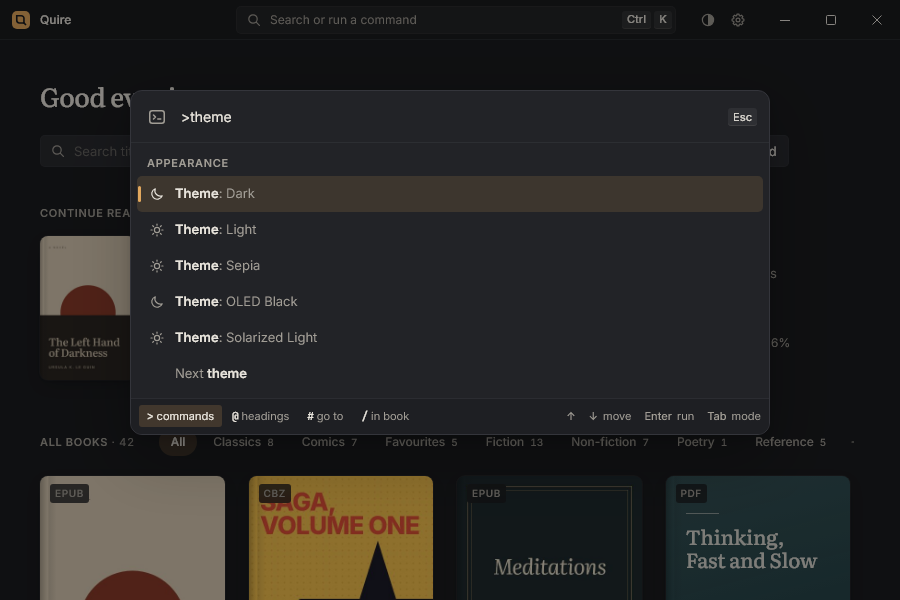 Quire
Search or run a command
Ctrl K
Good ev
>theme
Esc
Search ti
d
APPEARANCE
Theme: Dark
CONTINUE REA
Theme: Light
Theme: Sepia
s
Theme: OLED Black
Theme: Solarized Light
6%
The Left Hand
of Darkness
Next theme
> commands @ headings # go to / in book ↑ ↓ move Enter run Tab mode
ALL BOOKS · 42 All Classics 8 Comics 7 Favourites 5 Fiction 13 Non-fiction 7 Poetry 1 Reference 5
EPUB
CBZ
SAGA,
VOLUME ONE
EPUB
Meditations
PDF
Thinking,
Fast and Slow